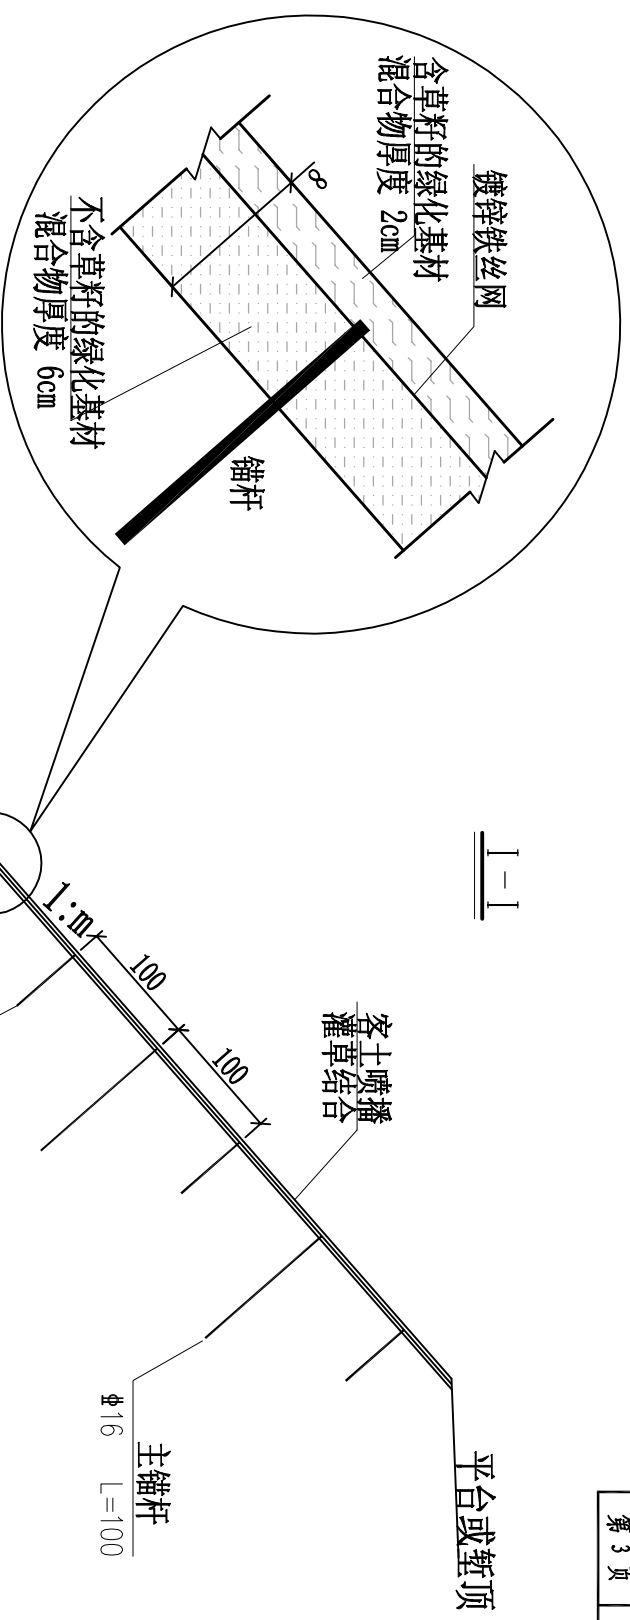 I-I
镀锌铁丝网
含草籽的绿化基材
混合物厚度 2cm
8
不含草籽的绿化基材
混合物厚度 6cm
锚杆
1:m
100
100
客土喷播
灌草结合
平台或堑顶
主锚杆
Φ16 L=100
第 3 页